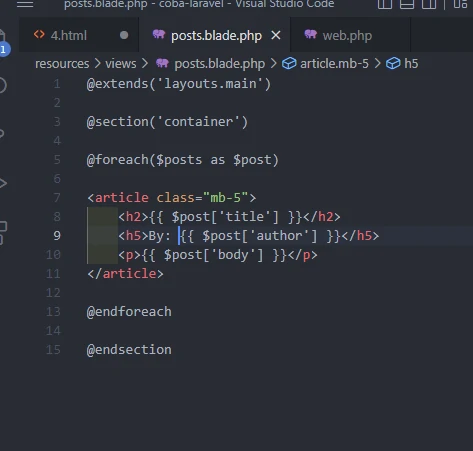 posts.blade.php - coba-laravel - Visual Studio Code
<> 4.html ● posts.blade.php × web.php
1
resources > views > posts.blade.php > article.mb-5 > h5
1 @extends('layouts.main')
2
3 @section('container')
4
5 @foreach($posts as $post)
6
7 <article class="mb-5">
8     <h2>{{ $post['title'] }}</h2>
9     <h5>By: {{ $post['author'] }}</h5>
10     <p>{{ $post['body'] }}</p>
11 </article>
12
13 @endforeach
14
15 @endsection